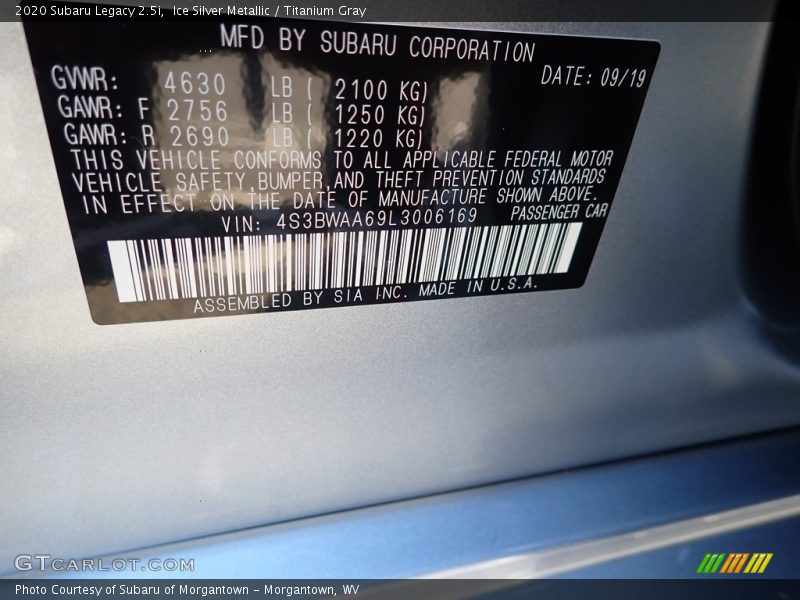 2020 Subaru Legacy 2.5i,  Ice Silver Metallic / Titanium Gray
MFD BY SUBARU CORPORATION
GVWR: 4630 LB ( 2100 KG) DATE: 09/19
GAWR: F 2756 LB ( 1250 KG)
GAWR: R 2690 LB ( 1220 KG)
THIS VEHICLE CONFORMS TO ALL APPLICABLE FEDERAL MOTOR
VEHICLE SAFETY,BUMPER,AND THEFT PREVENTION STANDARDS
IN EFFECT ON THE DATE OF MANUFACTURE SHOWN ABOVE.
VIN: 4S3BWAA69L3006169 PASSENGER CAR
ASSEMBLED BY SIA INC. MADE IN U.S.A.
GTCARLOT.COM
Photo Courtesy of Subaru of Morgantown - Morgantown, WV